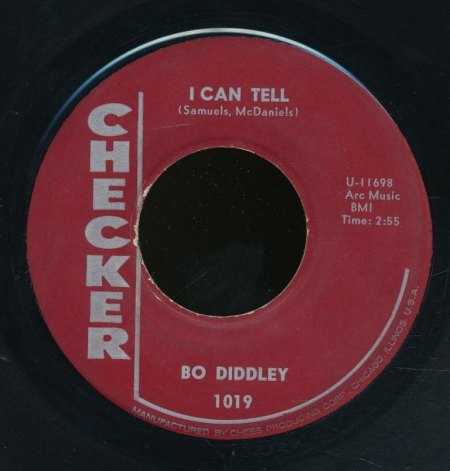 I CAN TELL
(Samuels, McDaniels)
CHECKER
U-11698
Arc Music
BMI
Time: 2:55
BO DIDDLEY
1019
MANUFACTURED BY CHESS PRODUCING CORP. CHICAGO, ILLINOIS, U.S.A.